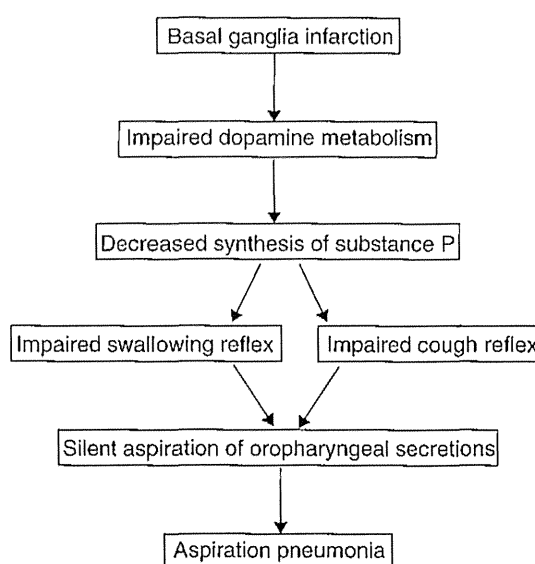 Basal ganglia infarction
Impaired dopamine metabolism
Decreased synthesis of substance P
Impaired swallowing reflex
Impaired cough reflex
Silent aspiration of oropharyngeal secretions
Aspiration pneumonia